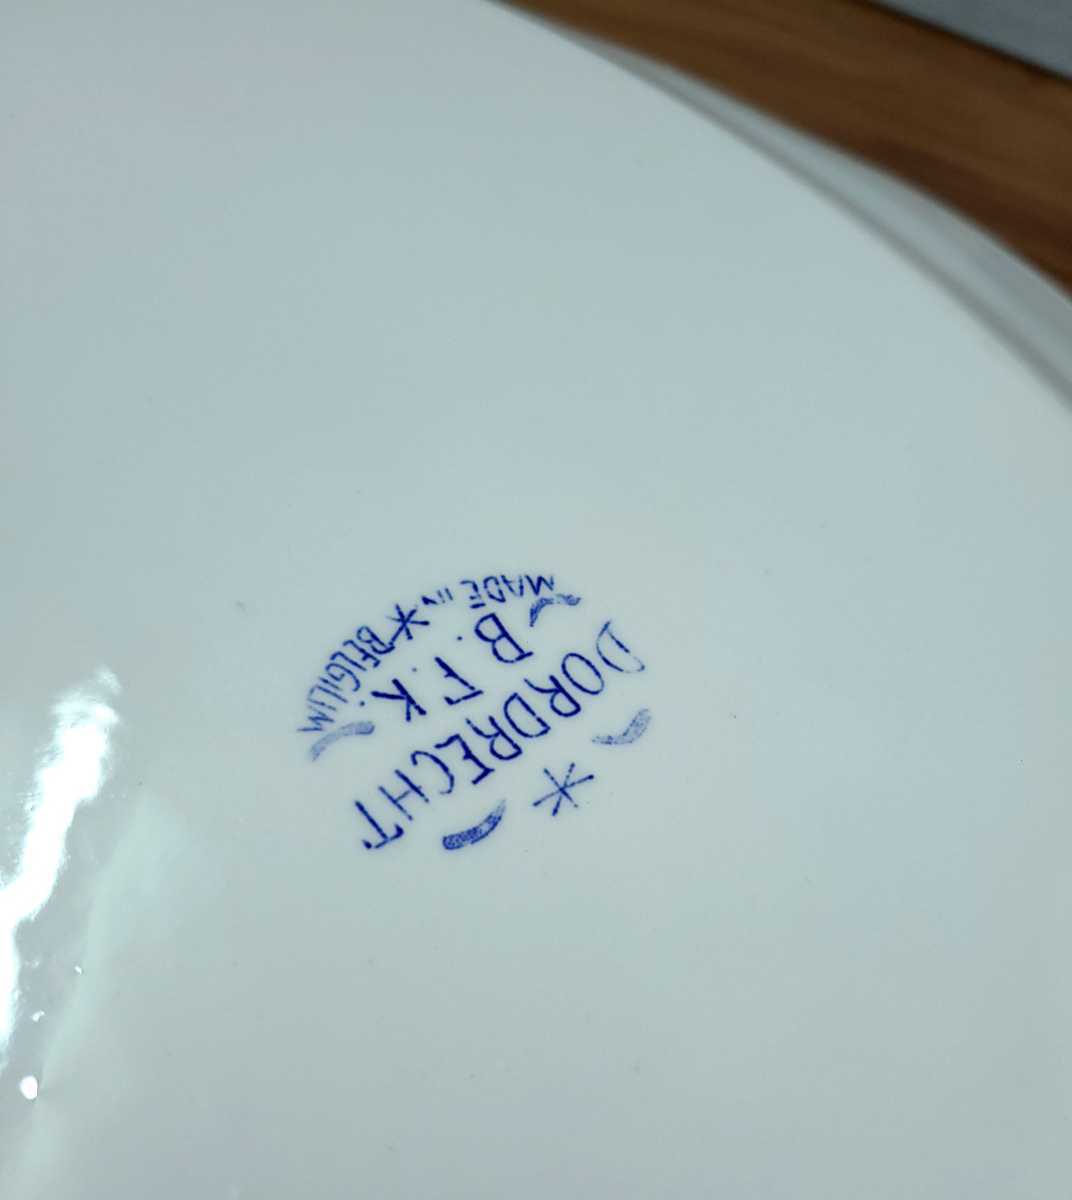 DORDRECHT
B. F. K.
MADE in BELGIUM